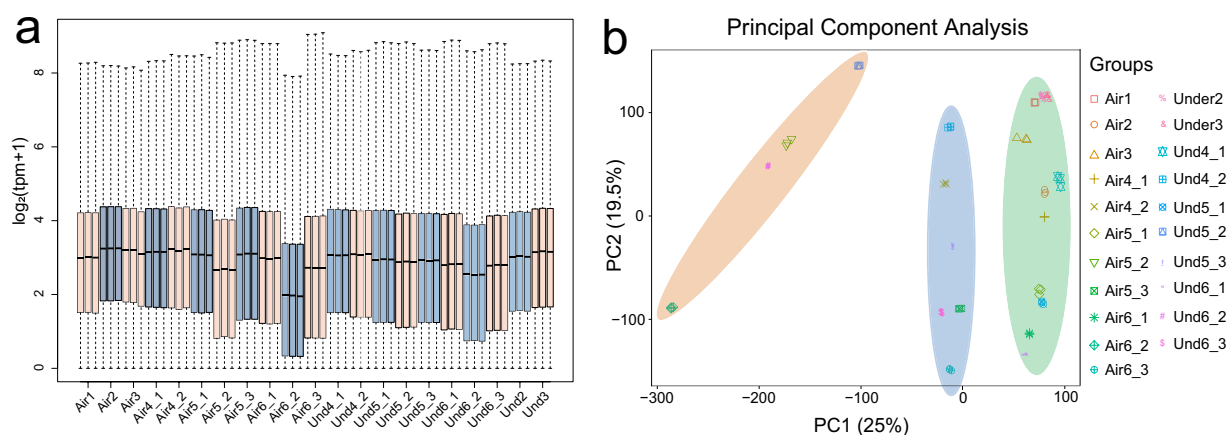 a
log₂(tpm+1)
8
6
4
2
0
Air1
Air2
Air3
Air4_1
Air4_2
Air5_1
Air5_2
Air5_3
Air6_1
Air6_2
Air6_3
Und4_1
Und4_2
Und5_1
Und5_2
Und5_3
Und6_1
Und6_2
Und6_3
Und2
Und3
b
Principal Component Analysis
PC2 (19.5%)
100
0
−100
−300
−200
−100
0
100
PC1 (25%)
Groups
Air1
Air2
Air3
Air4_1
Air4_2
Air5_1
Air5_2
Air5_3
Air6_1
Air6_2
Air6_3
% Under2
& Under3
Und4_1
Und4_2
Und5_1
Und5_2
! Und5_3
" Und6_1
# Und6_2
$ Und6_3